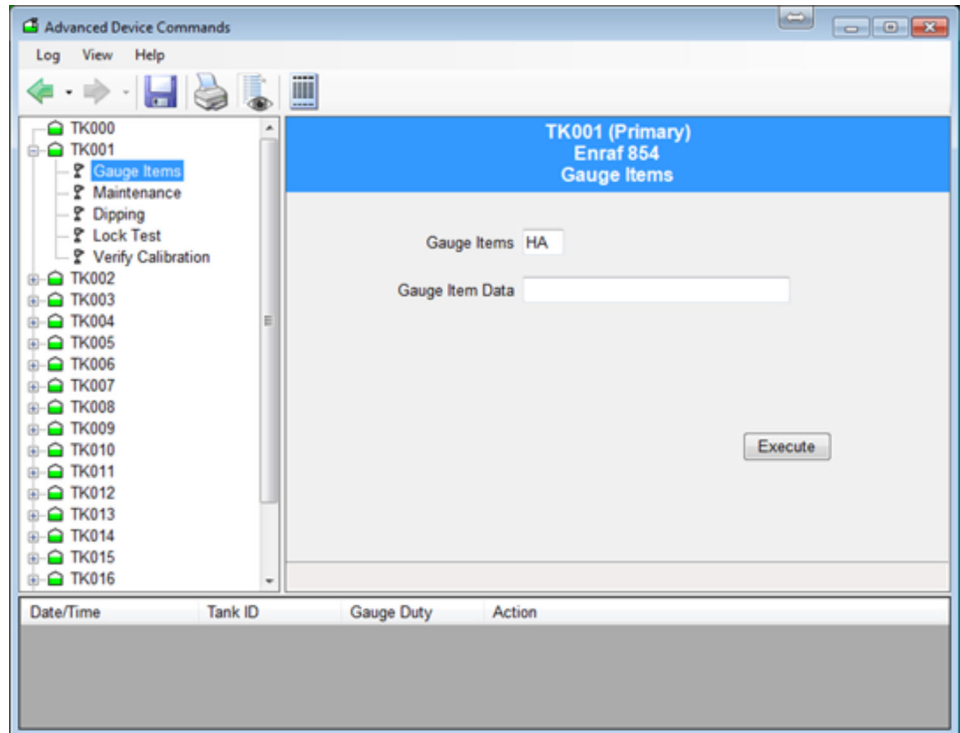 Advanced Device Commands
Log View Help
TK000
TK001
Gauge Items
Maintenance
Dipping
Lock Test
Verify Calibration
TK002
TK003
TK004
TK005
TK006
TK007
TK008
TK009
TK010
TK011
TK012
TK013
TK014
TK015
TK016
TK001 (Primary)
Enraf 854
Gauge Items
Gauge Items HA
Gauge Item Data
Execute
Date/Time Tank ID Gauge Duty Action